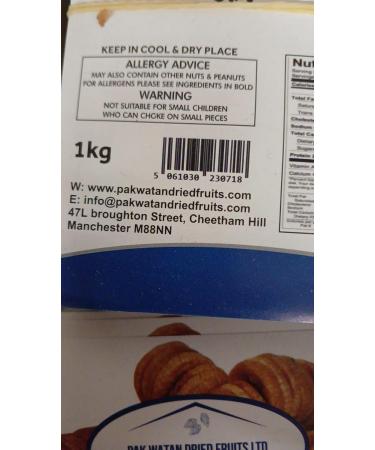 KEEP IN COOL & DRY PLACE
ALLERGY ADVICE
MAY ALSO CONTAIN OTHER NUTS & PEANUTS
FOR ALLERGENS PLEASE SEE INGREDIENTS IN BOLD
WARNING
NOT SUITABLE FOR SMALL CHILDREN
WHO CAN CHOKE ON SMALL PIECES
1kg
5 061030 230718
W: www.pakwatandriedfruits.com
E: info@pakwatandriedfruits.com
47L broughton Street, Cheetham Hill
Manchester M88NN
PAK WATAN DRIED FRUITS LTD